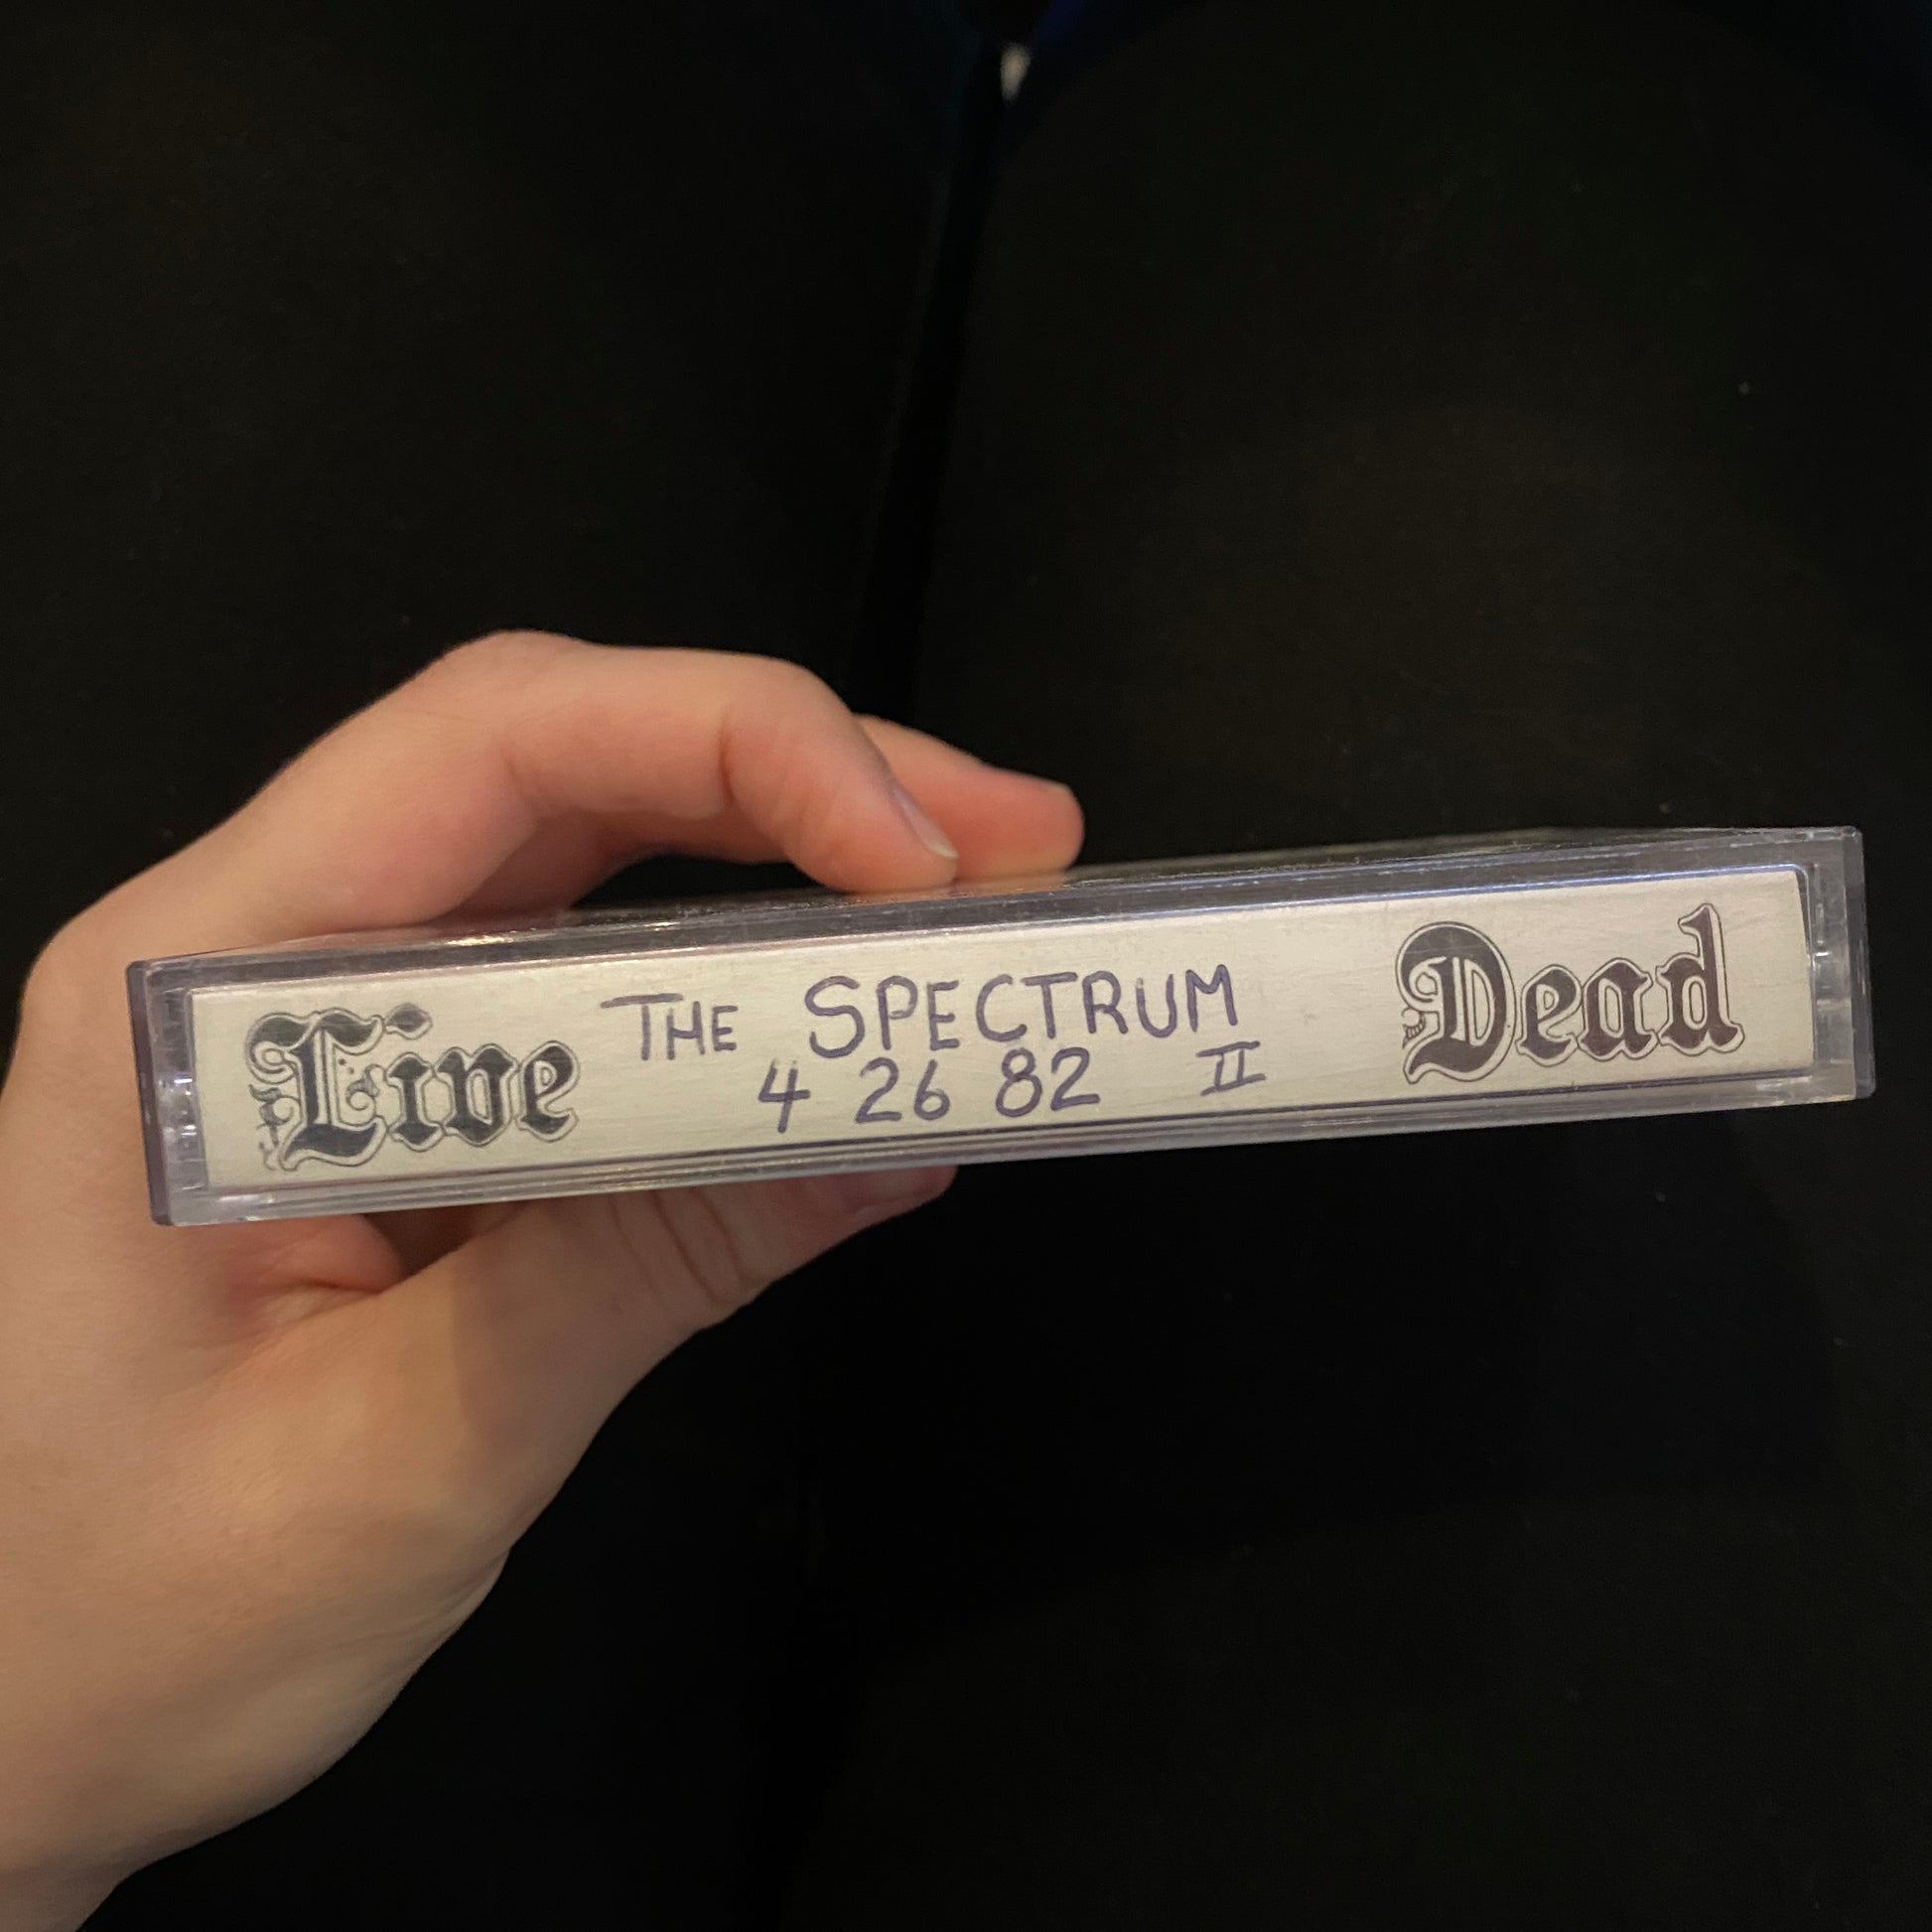 Live
THE SPECTRUM
4 26 82 II
Dead